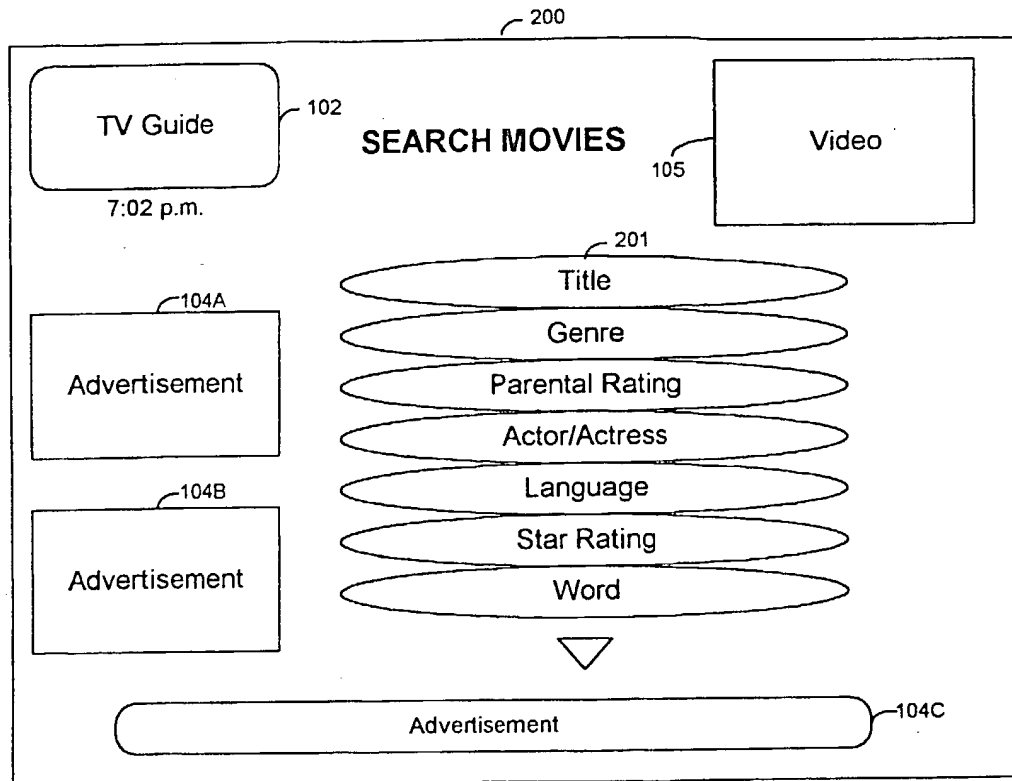 200
TV Guide
102
SEARCH MOVIES
105
Video
7:02 p.m.
201
Title
104A
Genre
Advertisement
Parental Rating
Actor/Actress
104B
Language
Advertisement
Star Rating
Word
Advertisement
104C